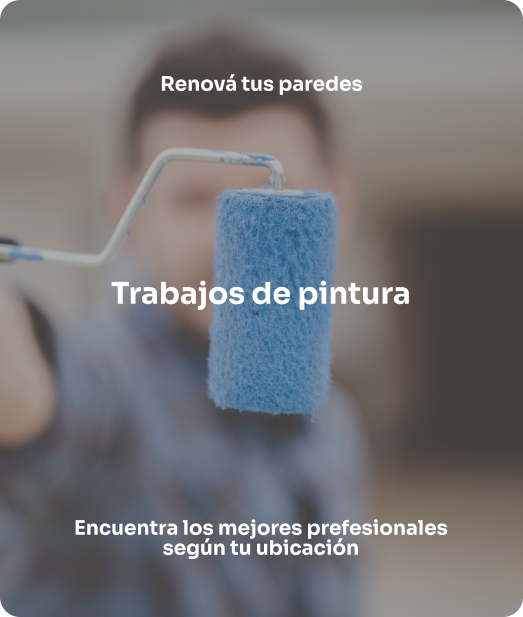 Renová tus paredes
Trabajos de pintura
Encuentra los mejores prefesionales
según tu ubicación